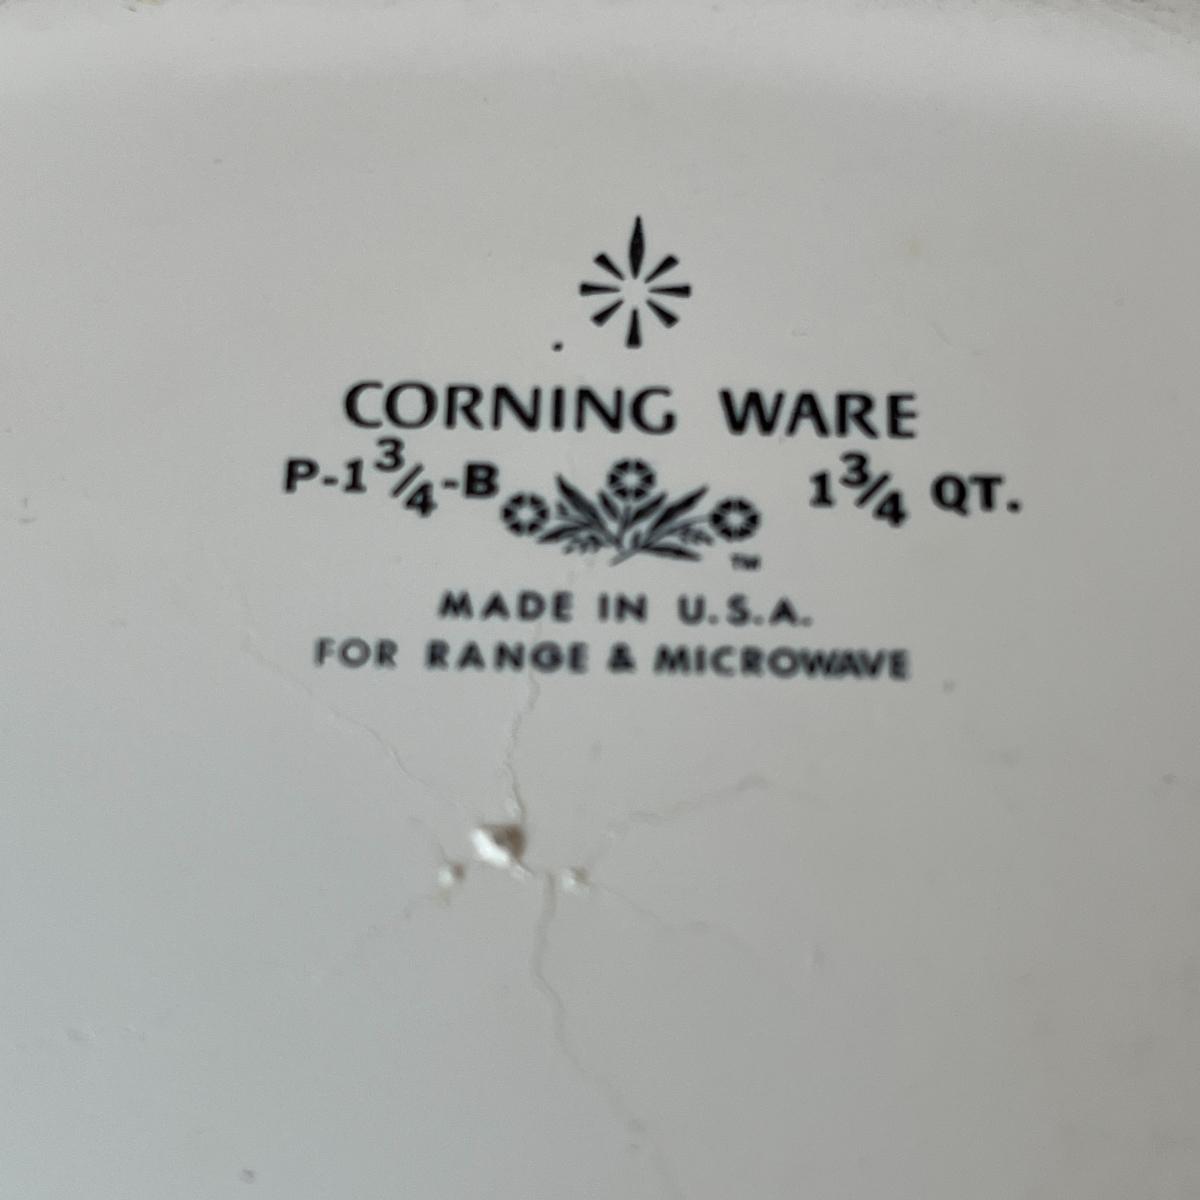 CORNING WARE
P-1¾-B 1¾ QT.
TM
MADE IN U.S.A.
FOR RANGE & MICROWAVE